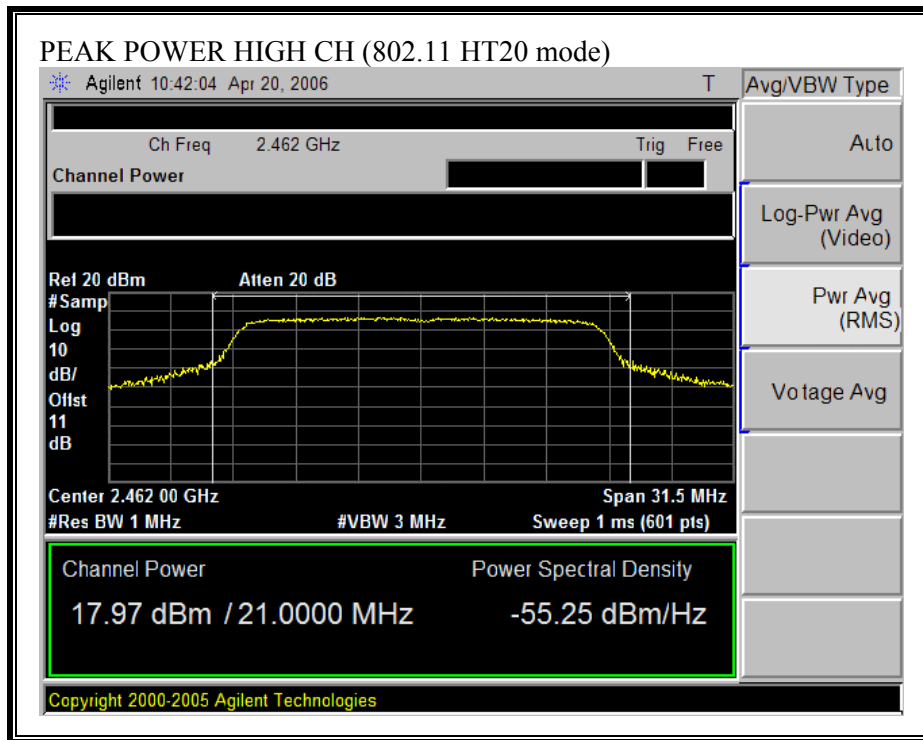 PEAK POWER HIGH CH (802.11 HT20 mode)
Agilent 10:42:04 Apr 20, 2006 T
Avg/VBW Type
Ch Freq 2.462 GHz Trig Free
Channel Power
Auto
Log-Pwr Avg
(Video)
Pwr Avg
(RMS)
Voltage Avg
Ref 20 dBm Atten 20 dB
#Samp
Log
10
dB/
Offst
11
dB
Center 2.462 00 GHz Span 31.5 MHz
#Res BW 1 MHz #VBW 3 MHz Sweep 1 ms (601 pts)
Channel Power Power Spectral Density
17.97 dBm / 21.0000 MHz -55.25 dBm/Hz
Copyright 2000-2005 Agilent Technologies